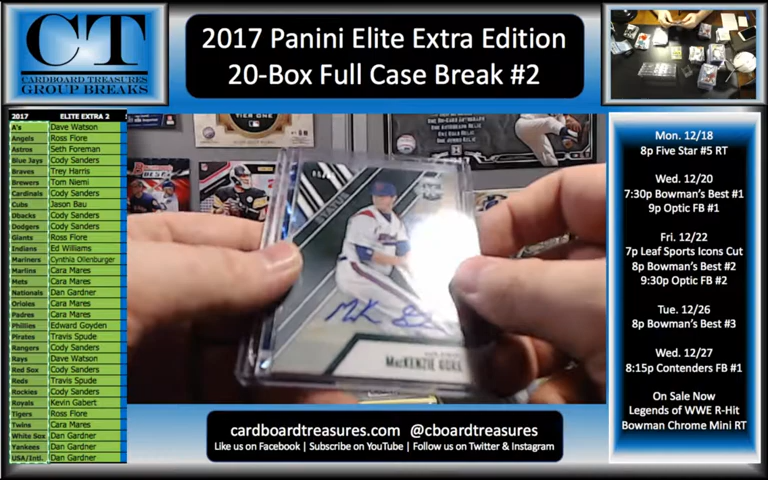 CT
CARDBOARD TREASURES
GROUP BREAKS
2017 Panini Elite Extra Edition
20-Box Full Case Break #2
2017 ELITE EXTRA 2
A's Dave Watson
Angels Ross Flore
Astros Seth Foreman
Blue Jays Cody Sanders
Braves Trey Harris
Brewers Tom Niemi
Cardinals Cody Sanders
Cubs Jason Bau
Dbacks Cody Sanders
Dodgers Cody Sanders
Giants Ross Flore
Indians Ed Williams
Mariners Cynthia Ollenburger
Marlins Cara Mares
Mets Cara Mares
Nationals Dan Gardner
Orioles Cara Mares
Padres Cara Mares
Phillies Edward Goyden
Pirates Travis Spude
Rangers Cody Sanders
Rays Dave Watson
Red Sox Cody Sanders
Reds Travis Spude
Rockies Cody Sanders
Royals Kevin Gabert
Tigers Ross Flore
Twins Cara Mares
White Sox Dan Gardner
Yankees Dan Gardner
USA/Intl. Dan Gardner
TIER ONE
BEST
STATUS
MacKENZIE GORE
Mon. 12/18
8p Five Star #5 RT
Wed. 12/20
7:30p Bowman's Best #1
9p Optic FB #1
Fri. 12/22
7p Leaf Sports Icons Cut
8p Bowman's Best #2
9:30p Optic FB #2
Tue. 12/26
8p Bowman's Best #3
Wed. 12/27
8:15p Contenders FB #1
On Sale Now
Legends of WWE R-Hit
Bowman Chrome Mini RT
cardboardtreasures.com @cboardtreasures
Like us on Facebook | Subscribe on YouTube | Follow us on Twitter & Instagram